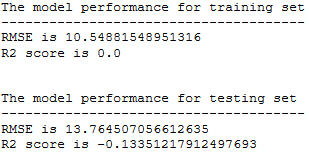 The model performance for training set
--------------------------------------
RMSE is 10.54881548951316
R2 score is 0.0
The model performance for testing set
--------------------------------------
RMSE is 13.764507056612635
R2 score is -0.13351217912497693